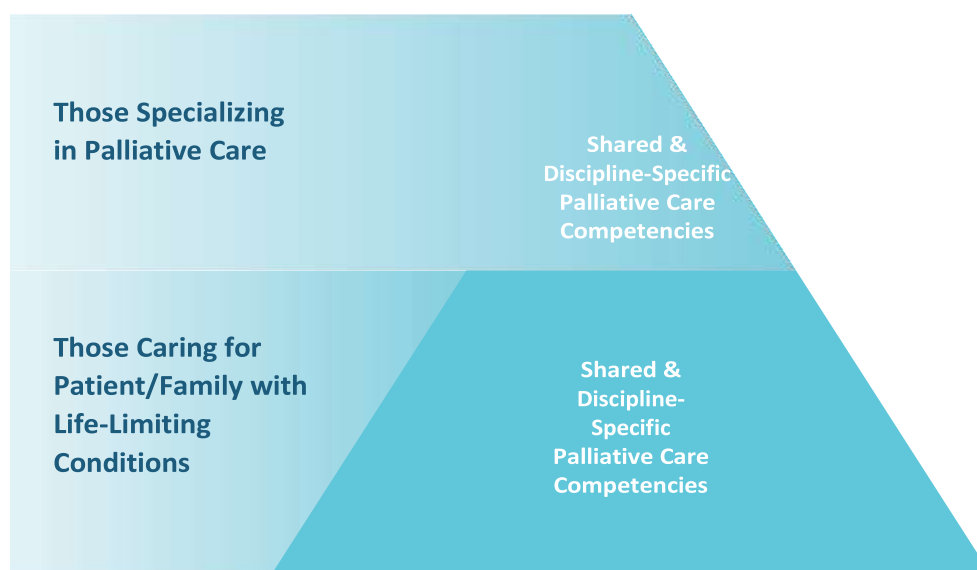 Those Specializing
in Palliative Care
Shared &
Discipline-Specific
Palliative Care
Competencies
Those Caring for
Patient/Family with
Life-Limiting
Conditions
Shared &
Discipline-
Specific
Palliative Care
Competencies